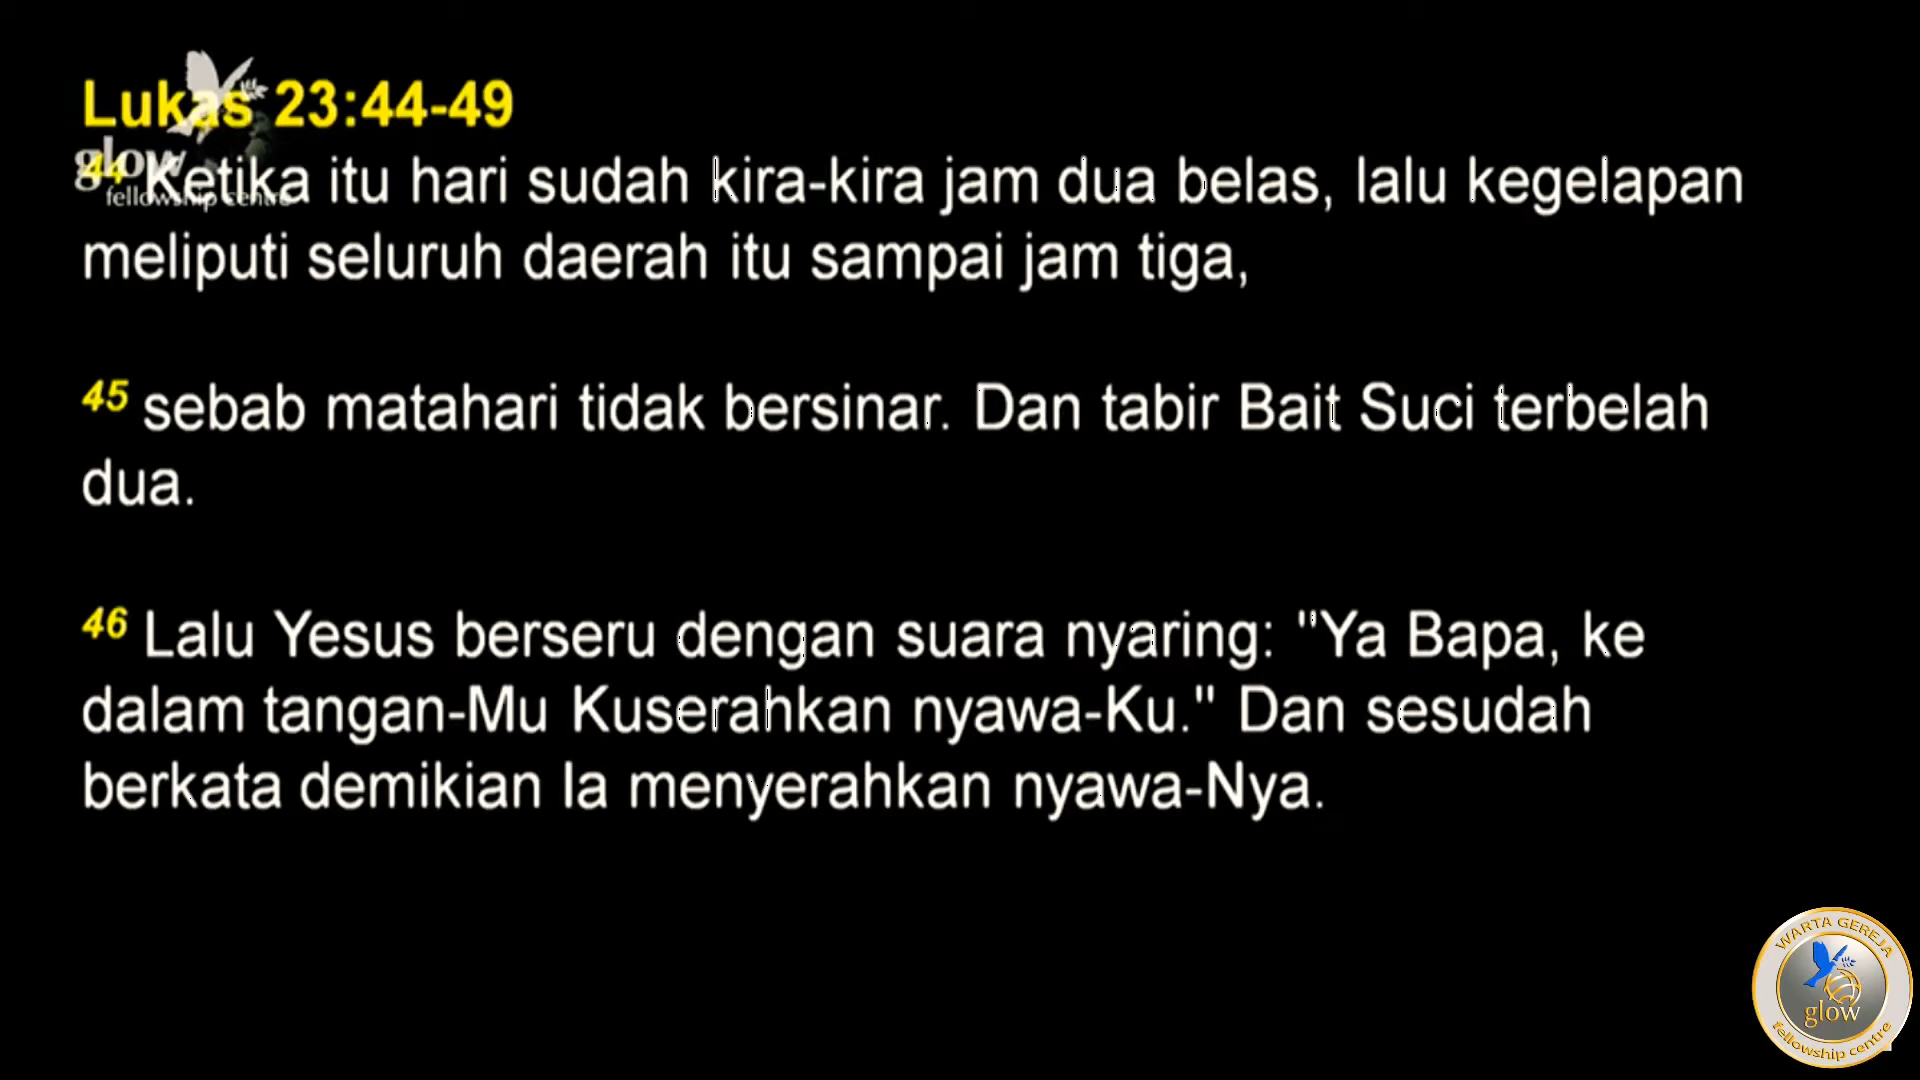 Lukas 23:44-49
44 Ketika itu hari sudah kira-kira jam dua belas, lalu kegelapan
meliputi seluruh daerah itu sampai jam tiga,
45 sebab matahari tidak bersinar. Dan tabir Bait Suci terbelah
dua.
46 Lalu Yesus berseru dengan suara nyaring: "Ya Bapa, ke
dalam tangan-Mu Kuserahkan nyawa-Ku." Dan sesudah
berkata demikian Ia menyerahkan nyawa-Nya.
glow
fellowship centre
WARTA GEREJA
glow
fellowship centre